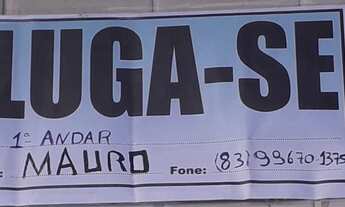 LUGA-SE
1º ANDAR
: MAURO Fone: (83) 99670-1375